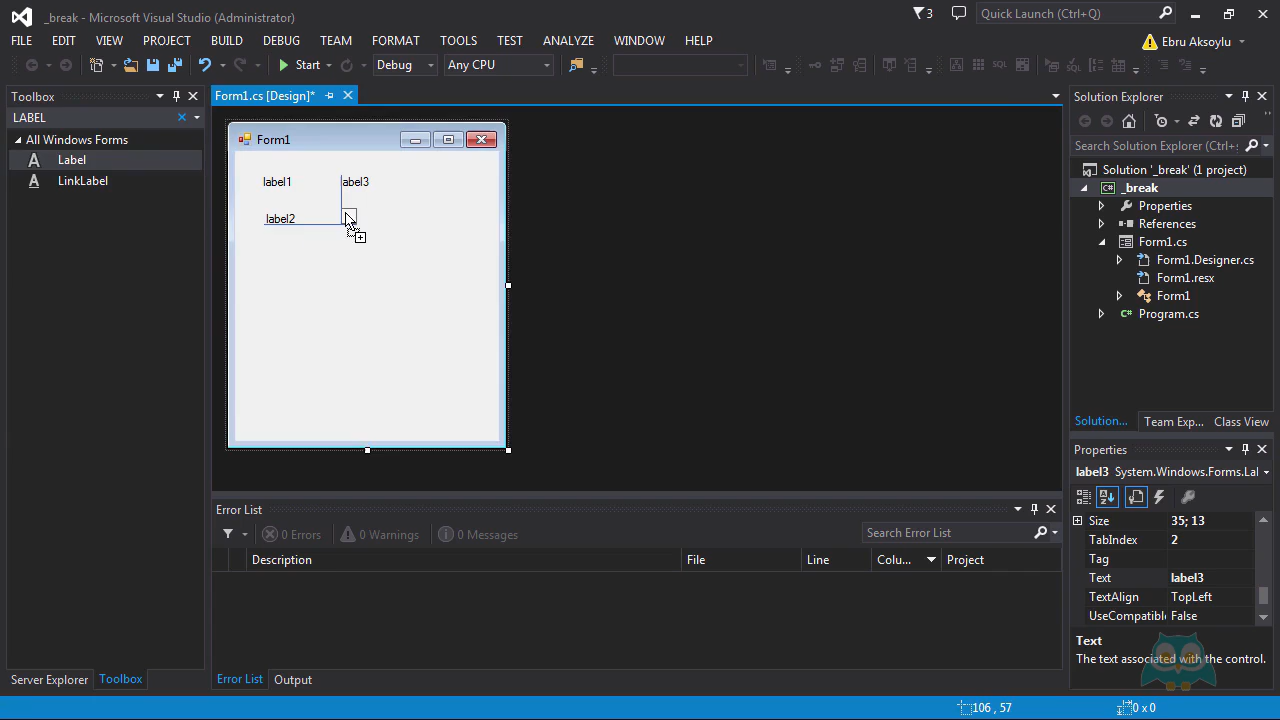 _break - Microsoft Visual Studio (Administrator)
3
Quick Launch (Ctrl+Q)
FILE EDIT VIEW PROJECT BUILD DEBUG TEAM FORMAT TOOLS TEST ANALYZE WINDOW HELP
Ebru Aksoylu
Start Debug Any CPU
Toolbox
LABEL
All Windows Forms
Label
LinkLabel
Server Explorer Toolbox
Form1.cs [Design]*
Form1
label1 label3
label2
Error List
0 Errors 0 Warnings 0 Messages
Search Error List
Description File Line Colu... Project
Error List Output
Solution Explorer
Search Solution Explorer (Ctrl+;
Solution '_break' (1 project)
_break
Properties
References
Form1.cs
Form1.Designer.cs
Form1.resx
Form1
Program.cs
Solution... Team Exp... Class View
Properties
label3 System.Windows.Forms.Lal
Size 35; 13
TabIndex 2
Tag
Text label3
TextAlign TopLeft
UseCompatibl False
Text
The text associated with the control.
106 , 57 0 x 0